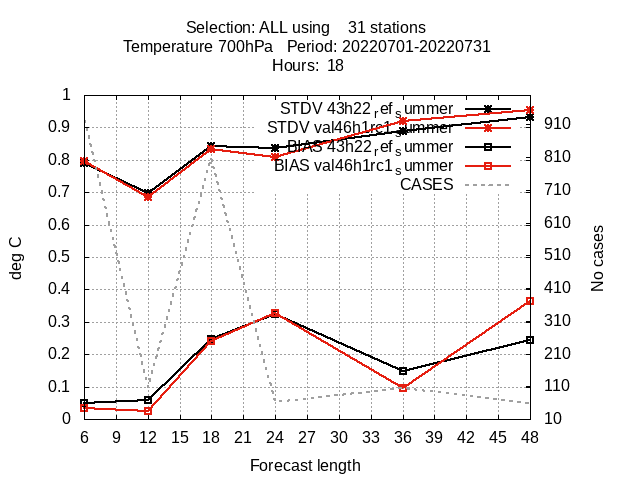 Selection: ALL using    31 stations
Temperature 700hPa   Period: 20220701-20220731
Hours:  18
STDV 43h22_ref_summer
STDV val46h1rc1_summer
BIAS 43h22_ref_summer
BIAS val46h1rc1_summer
CASES
1
0.9
0.8
0.7
0.6
0.5
0.4
0.3
0.2
0.1
0
deg C
910
810
710
610
510
410
310
210
110
10
No cases
6 9 12 15 18 21 24 27 30 33 36 39 42 45 48
Forecast length